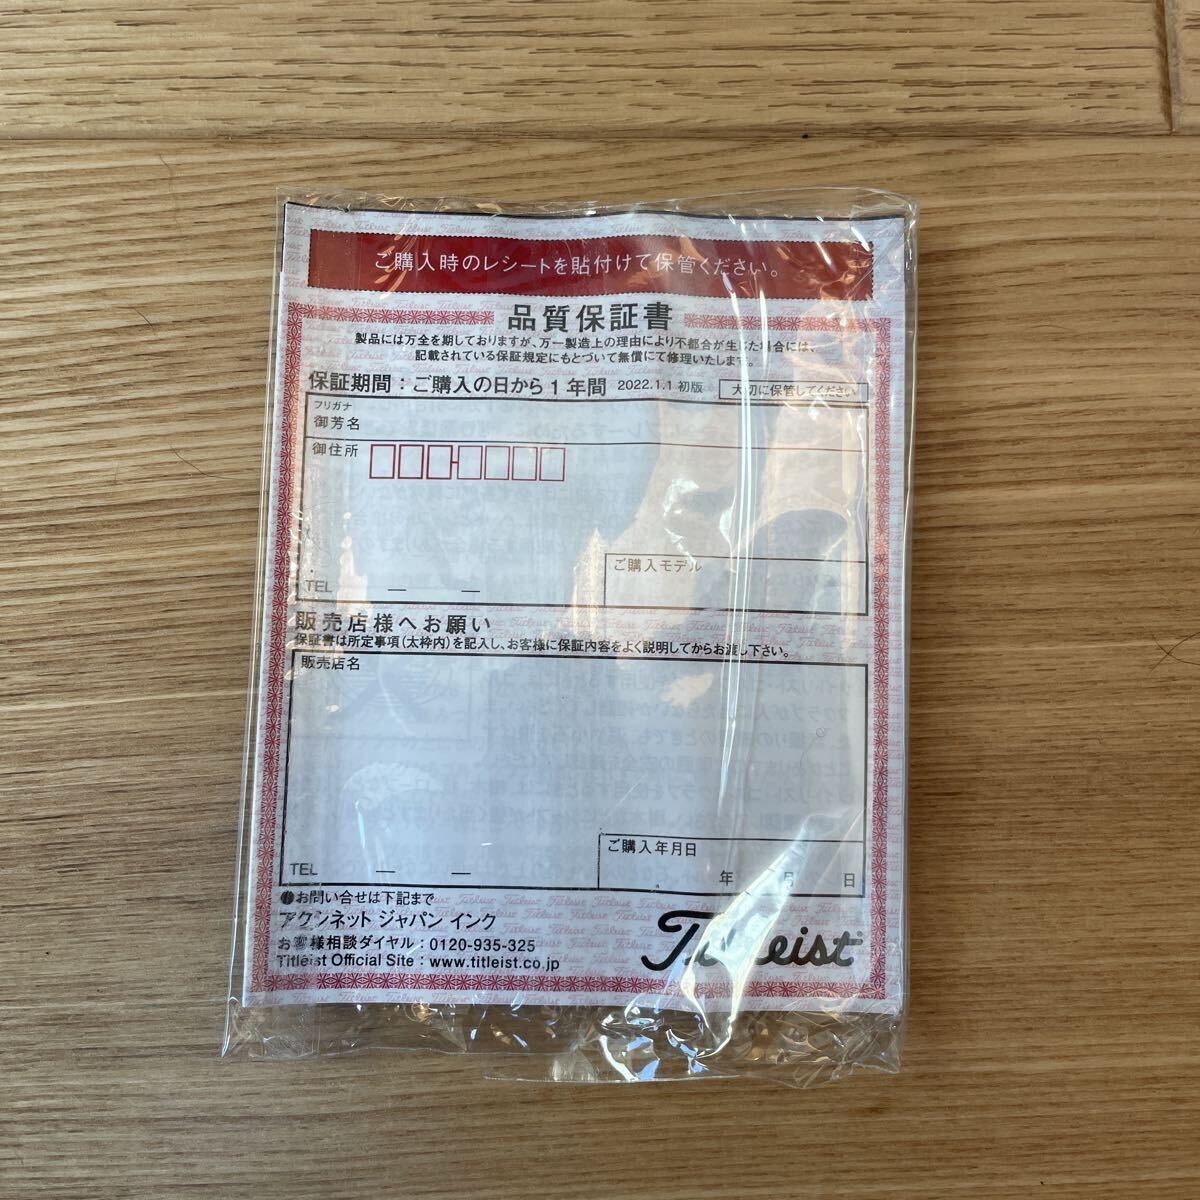 ご購入時のレシートを貼付けて保管ください。
品質保証書
製品には万全を期しておりますが、万一製造上の理由により不都合が生じた場合には、
記載されている保証規定にもとづいて無償にて修理いたします。
保証期間：ご購入の日から1年間 2022.1.1 初版 大切に保管してください
フリガナ
御芳名
御住所
ご購入モデル
TEL — —
販売店様へお願い
保証書は所定事項(太枠内)を記入し、お客様に保証内容をよく説明してからお渡し下さい。
販売店名
ご購入年月日
TEL — — 年 月 日
●お問い合せは下記まで
アクシネット ジャパン インク
お客様相談ダイヤル：0120-935-325
Titleist Official Site：www.titleist.co.jp
Titleist